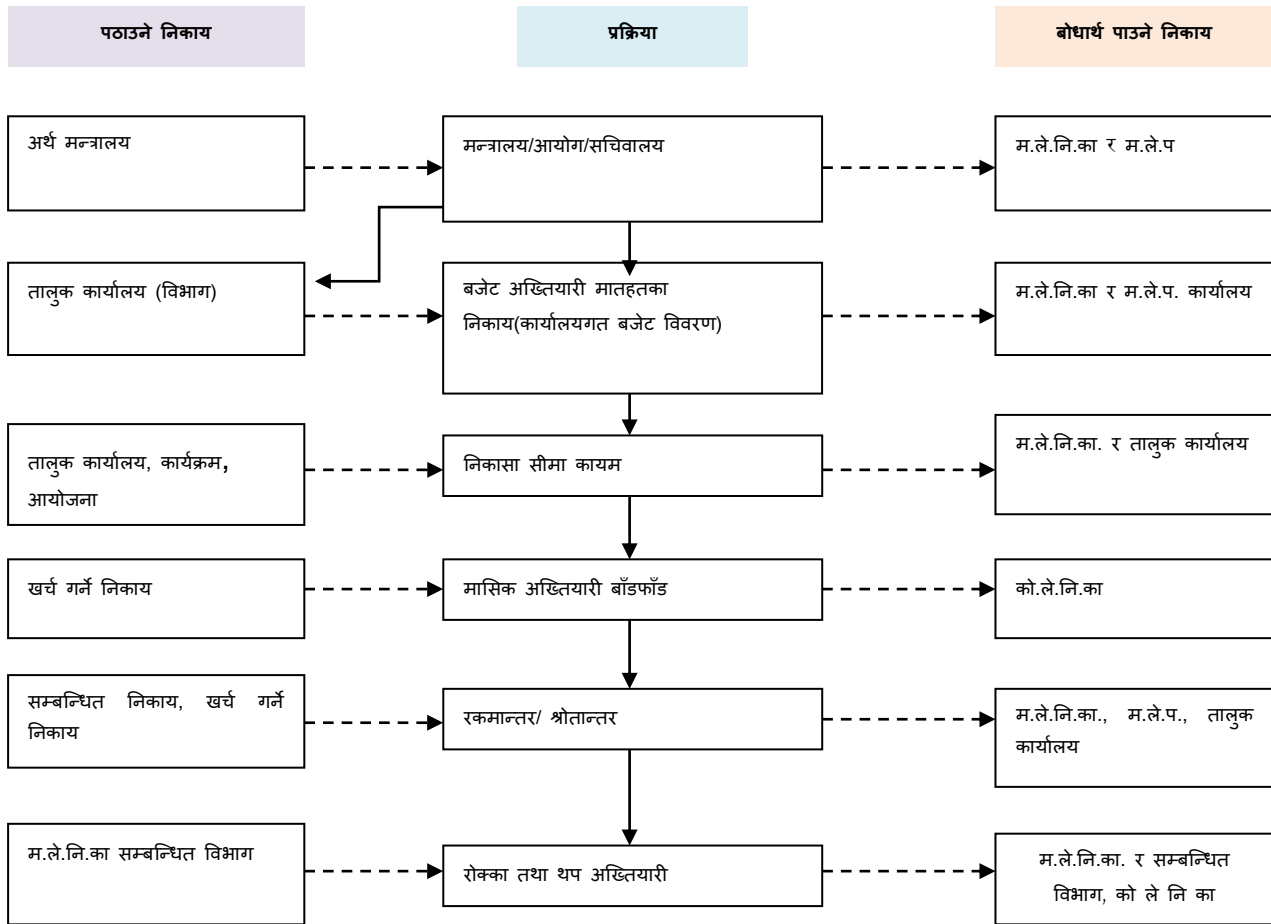 पठाउने निकाय
प्रक्रिया
बोधार्थ पाउने निकाय
अर्थ मन्त्रालय
मन्त्रालय/आयोग/सचिवालय
म.ले.नि.का र म.ले.प
तालुक कार्यालय (विभाग)
बजेट अख्तियारी मातहतका
निकाय(कार्यालयगत बजेट विवरण)
म.ले.नि.का र म.ले.प. कार्यालय
तालुक कार्यालय, कार्यक्रम,
आयोजना
निकासा सीमा कायम
म.ले.नि.का. र तालुक कार्यालय
खर्च गर्ने निकाय
मासिक अख्तियारी बाँडफाँड
को.ले.नि.का
सम्बन्धित निकाय, खर्च गर्ने
निकाय
रकमान्तर/ श्रोतान्तर
म.ले.नि.का., म.ले.प., तालुक
कार्यालय
म.ले.नि.का सम्बन्धित विभाग
रोक्का तथा थप अख्तियारी
म.ले.नि.का. र सम्बन्धित
विभाग, को ले नि का